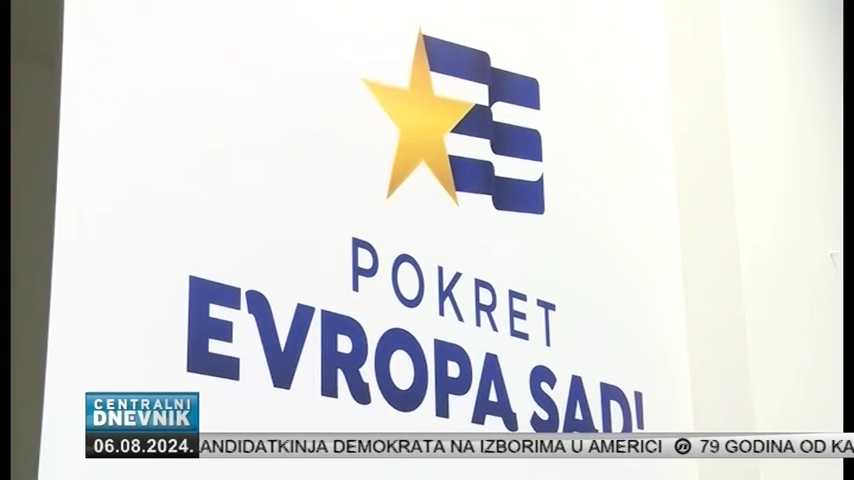 POKRET
EVROPA SAD!
CENTRALNI
DNEVNIK
06.08.2024. ANDIDATKINJA DEMOKRATA NA IZBORIMA U AMERICI 79 GODINA OD KA